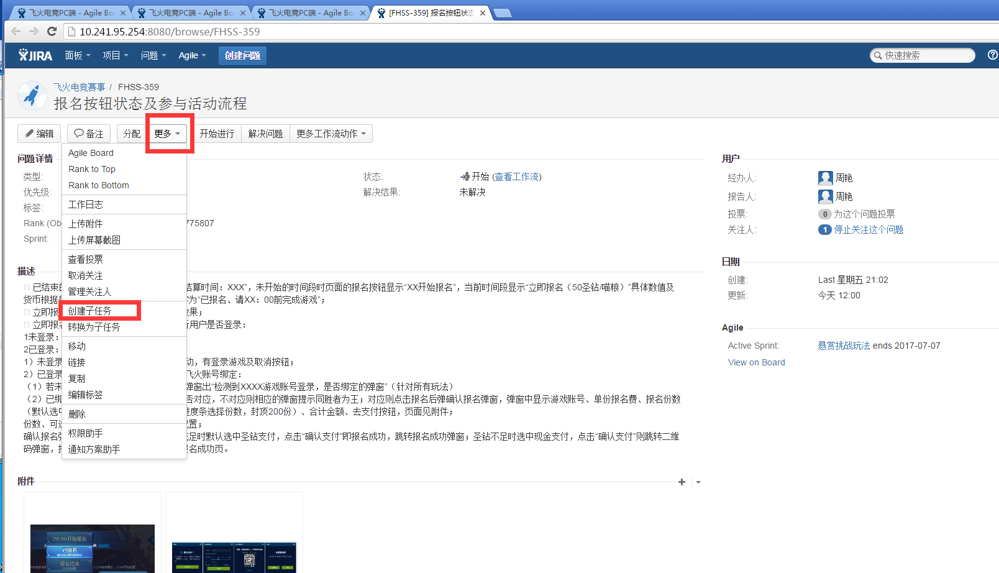 飞火电竞PC端 - Agile Bo
飞火电竞PC端 - Agile Bo
飞火电竞PC端 - Agile Bo
[FHSS-359] 报名按钮状态
10.241.95.254:8080/browse/FHSS-359
JIRA 面板 项目 问题 Agile 创建问题 快速搜索
飞火电竞赛事 / FHSS-359
报名按钮状态及参与活动流程
编辑 备注 分配 更多 开始进行 解决问题 更多工作流动作
Agile Board
Rank to Top
Rank to Bottom
工作日志
上传附件
上传屏幕截图
查看投票
取消关注
管理关注人
创建子任务
转换为子任务
移动
链接
复制
编辑标签
删除
权限助手
通知方案助手
问题详情
类型:
优先级:
标签:
Rank (Ob 775807
Sprint:
状态: 开始 (查看工作流)
解决结果: 未解决
描述
已结束的 结算时间：XXX”，未开始的时间段时页面的报名按钮显示“XX开始报名”，当前时间段显示“立即报名（50圣钻/喵粮）”具体数值及
货币根据 为“已报名、请XX：00前完成游戏”；
立即报 果；
立即报名 所用户是否登录：
1未登录：
2已登录：
1）未登录 动，有登录游戏及取消按钮；
2）已登录 飞火账号绑定：
（1）若未 弹窗出“检测到XXXX游戏账号登录，是否绑定的弹窗”（针对所有玩法）
（2）已绑 否对应，不对应则相应的弹窗提示同胜者为王；对应则点击报名后弹确认报名弹窗，弹窗中显示游戏账号、单份报名费、报名份数
（默认选中 进度条选择份数，封顶200份）、合计金额、去支付按钮，页面见附件；
份数、可 置；
确认报名弹 充足时默认选中圣钻支付，点击“确认支付”即报名成功，跳转报名成功弹窗；圣钻不足时选中现金支付，点击“确认支付”则跳转二维
码弹窗， 报名成功页。
附件
20:00开始报名
已报名
报名结束
用户
经办人: 周艳
报告人: 周艳
投票: 0 为这个问题投票
关注人: 1 停止关注这个问题
日期
创建: Last 星期五 21:02
更新: 今天 12:00
Agile
Active Sprint: 悬赏挑战玩法 ends 2017-07-07
View on Board